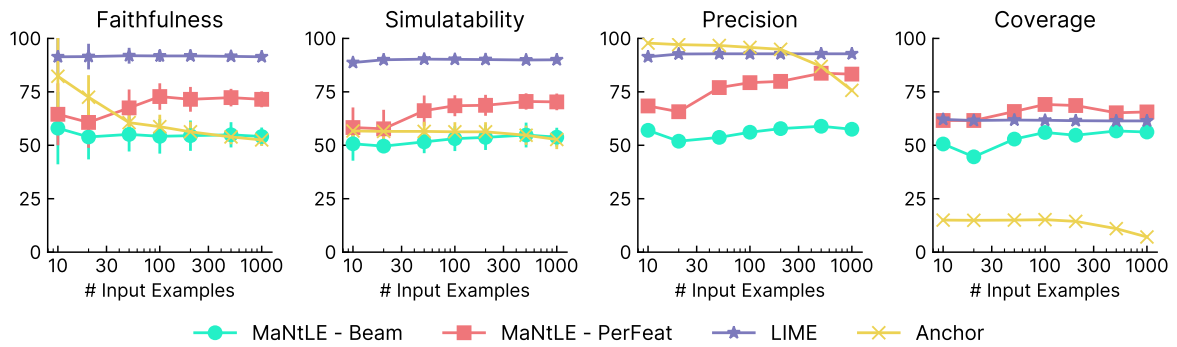 Faithfulness
100
75
50
25
0
10 30 100 300 1000
# Input Examples
Simulatability
100
75
50
25
0
10 30 100 300 1000
# Input Examples
Precision
100
75
50
25
0
10 30 100 300 1000
# Input Examples
Coverage
100
75
50
25
0
10 30 100 300 1000
# Input Examples
MaNtLE - Beam MaNtLE - PerFeat LIME Anchor